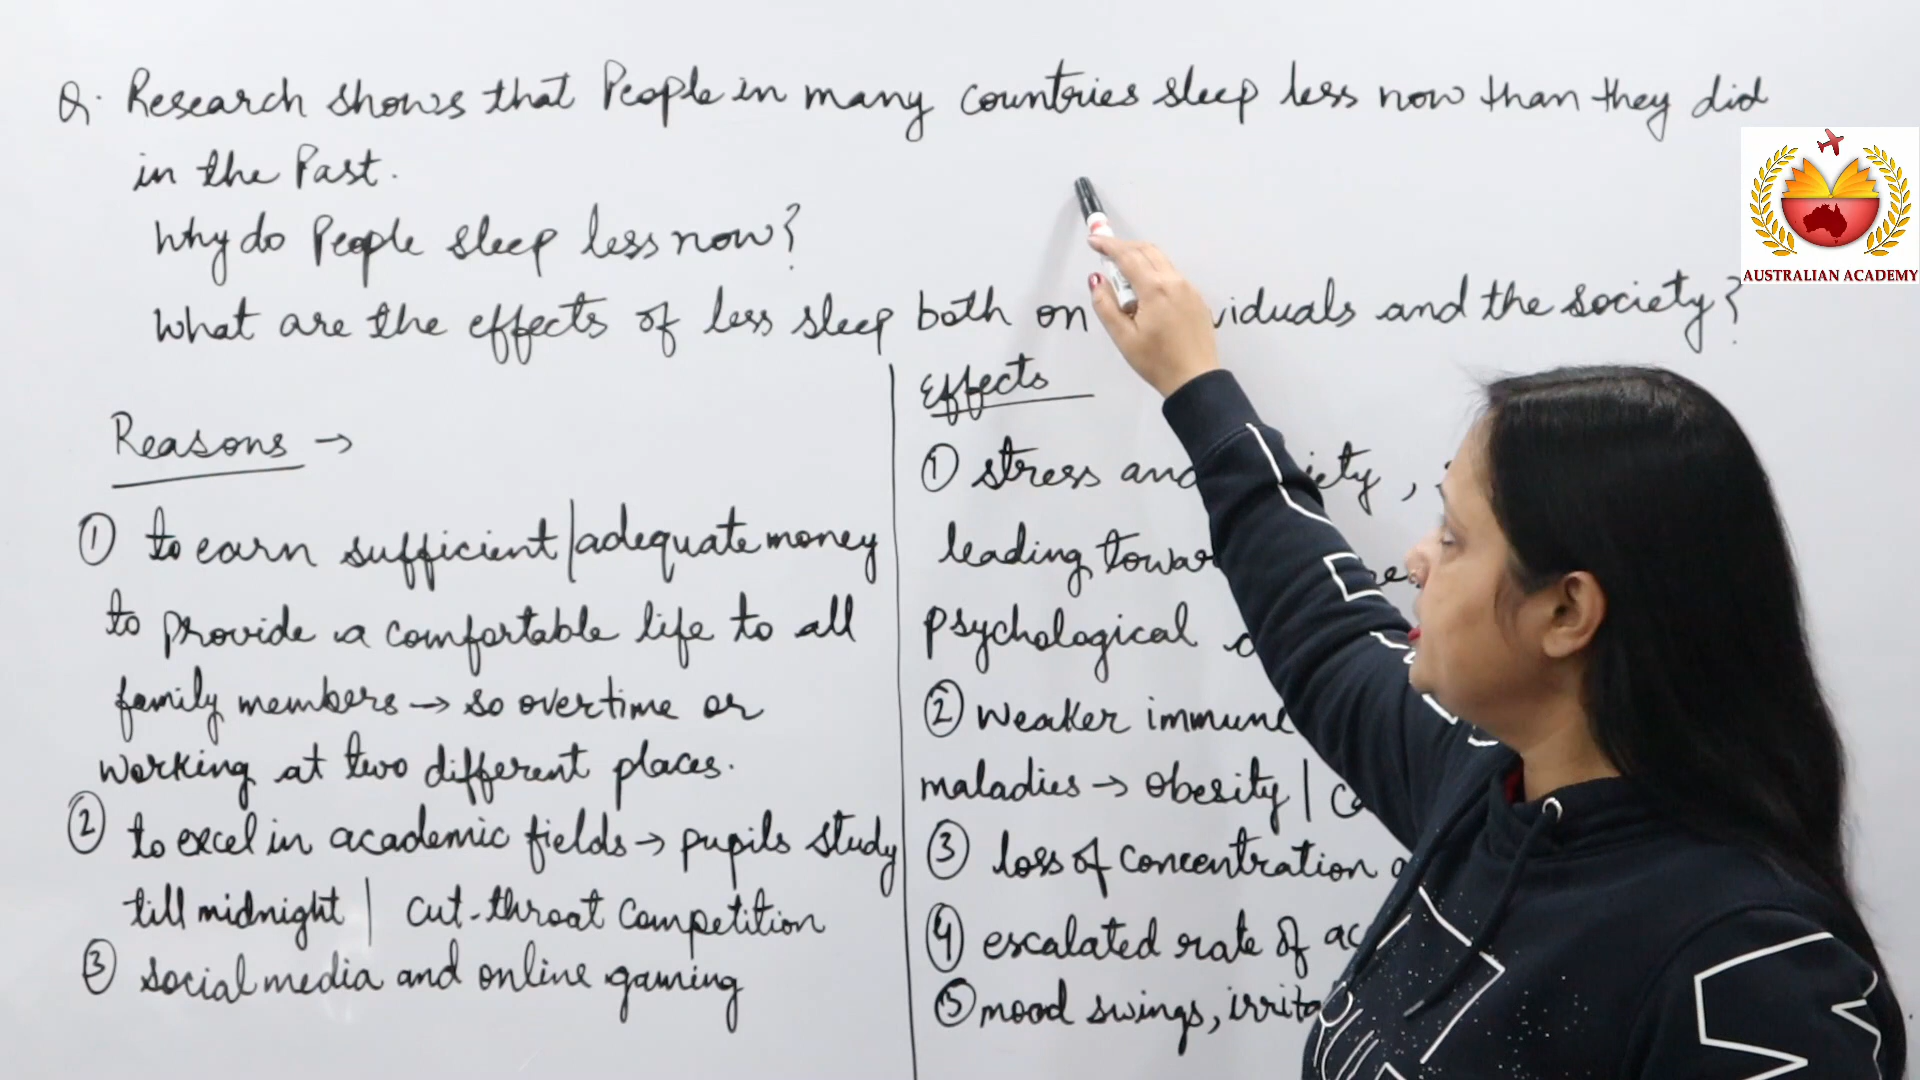 Q. Research shows that People in many countries sleep less now than they did
in the Past.
Why do People sleep less now?
What are the effects of less sleep both on and the society?
Reasons →
① to earn sufficient | adequate money
to provide a comfortable life to all
family members → so overtime or
working at two different places.
② to excel in academic fields → pupils study
till midnight | cut-throat competition
③ social media and online gaming
Effects
① stress and
leading
psychological
② weaker immune
maladies → obesity |
③ loss of concentration
④ escalated rate of
⑤ mood swings,
AUSTRALIAN ACADEMY